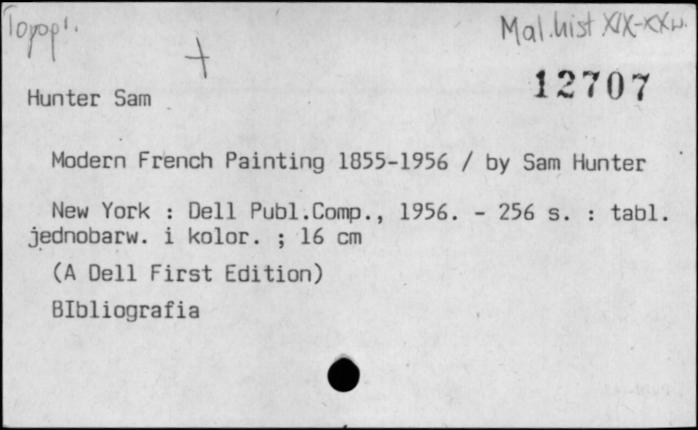 Topogr.
Mal.hist XIX-XXw.
12707
Hunter Sam
Modern French Painting 1855-1956 / by Sam Hunter
New York : Dell Publ.Comp., 1956. - 256 s. : tabl.
jednobarw. i kolor. ; 16 cm
(A Dell First Edition)
BIbliografia